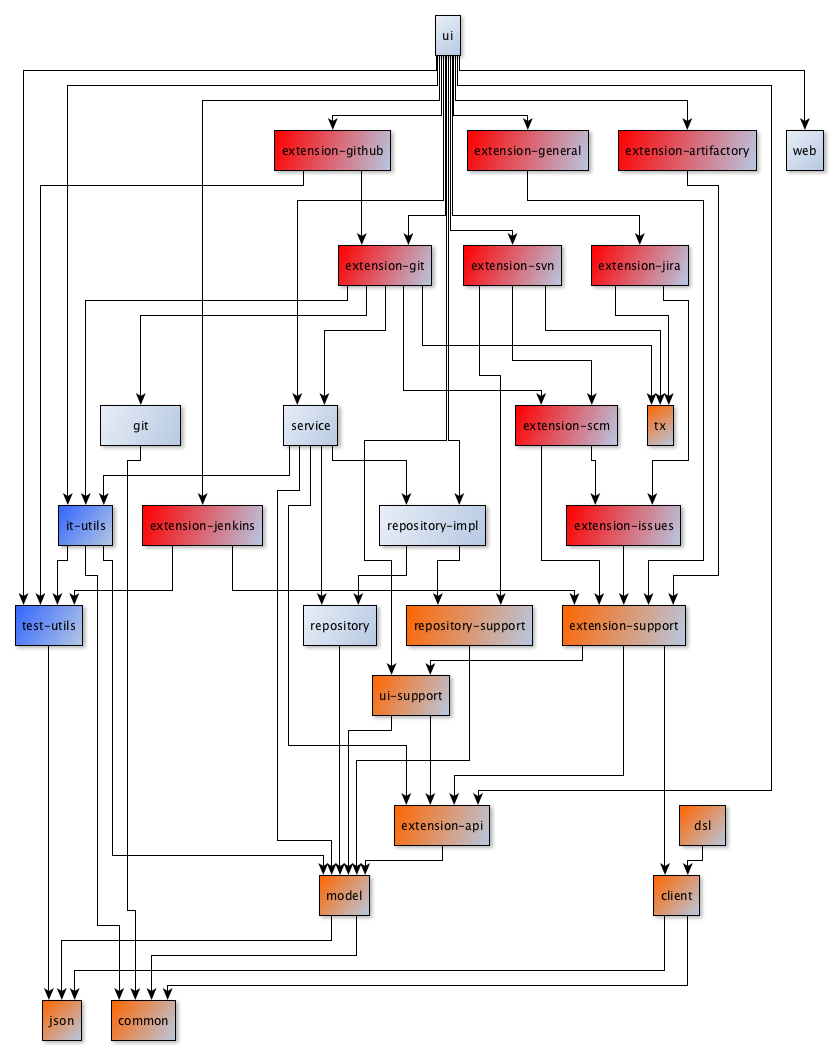 ui
extension-github
extension-general
extension-artifactory
web
extension-git
extension-svn
extension-jira
git
service
extension-scm
tx
it-utils
extension-jenkins
repository-impl
extension-issues
test-utils
repository
repository-support
extension-support
ui-support
extension-api
dsl
model
client
json
common